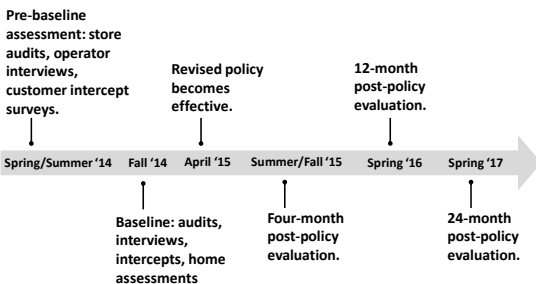 Pre-baseline
assessment: store
audits, operator
interviews,
customer intercept
surveys.
Revised policy
becomes
effective.
12-month
post-policy
evaluation.
Spring/Summer ‘14
Fall ‘14
April ‘15
Summer/Fall ‘15
Spring ‘16
Spring ‘17
Baseline: audits,
interviews,
intercepts, home
assessments
Four-month
post-policy
evaluation.
24-month
post-policy
evaluation.